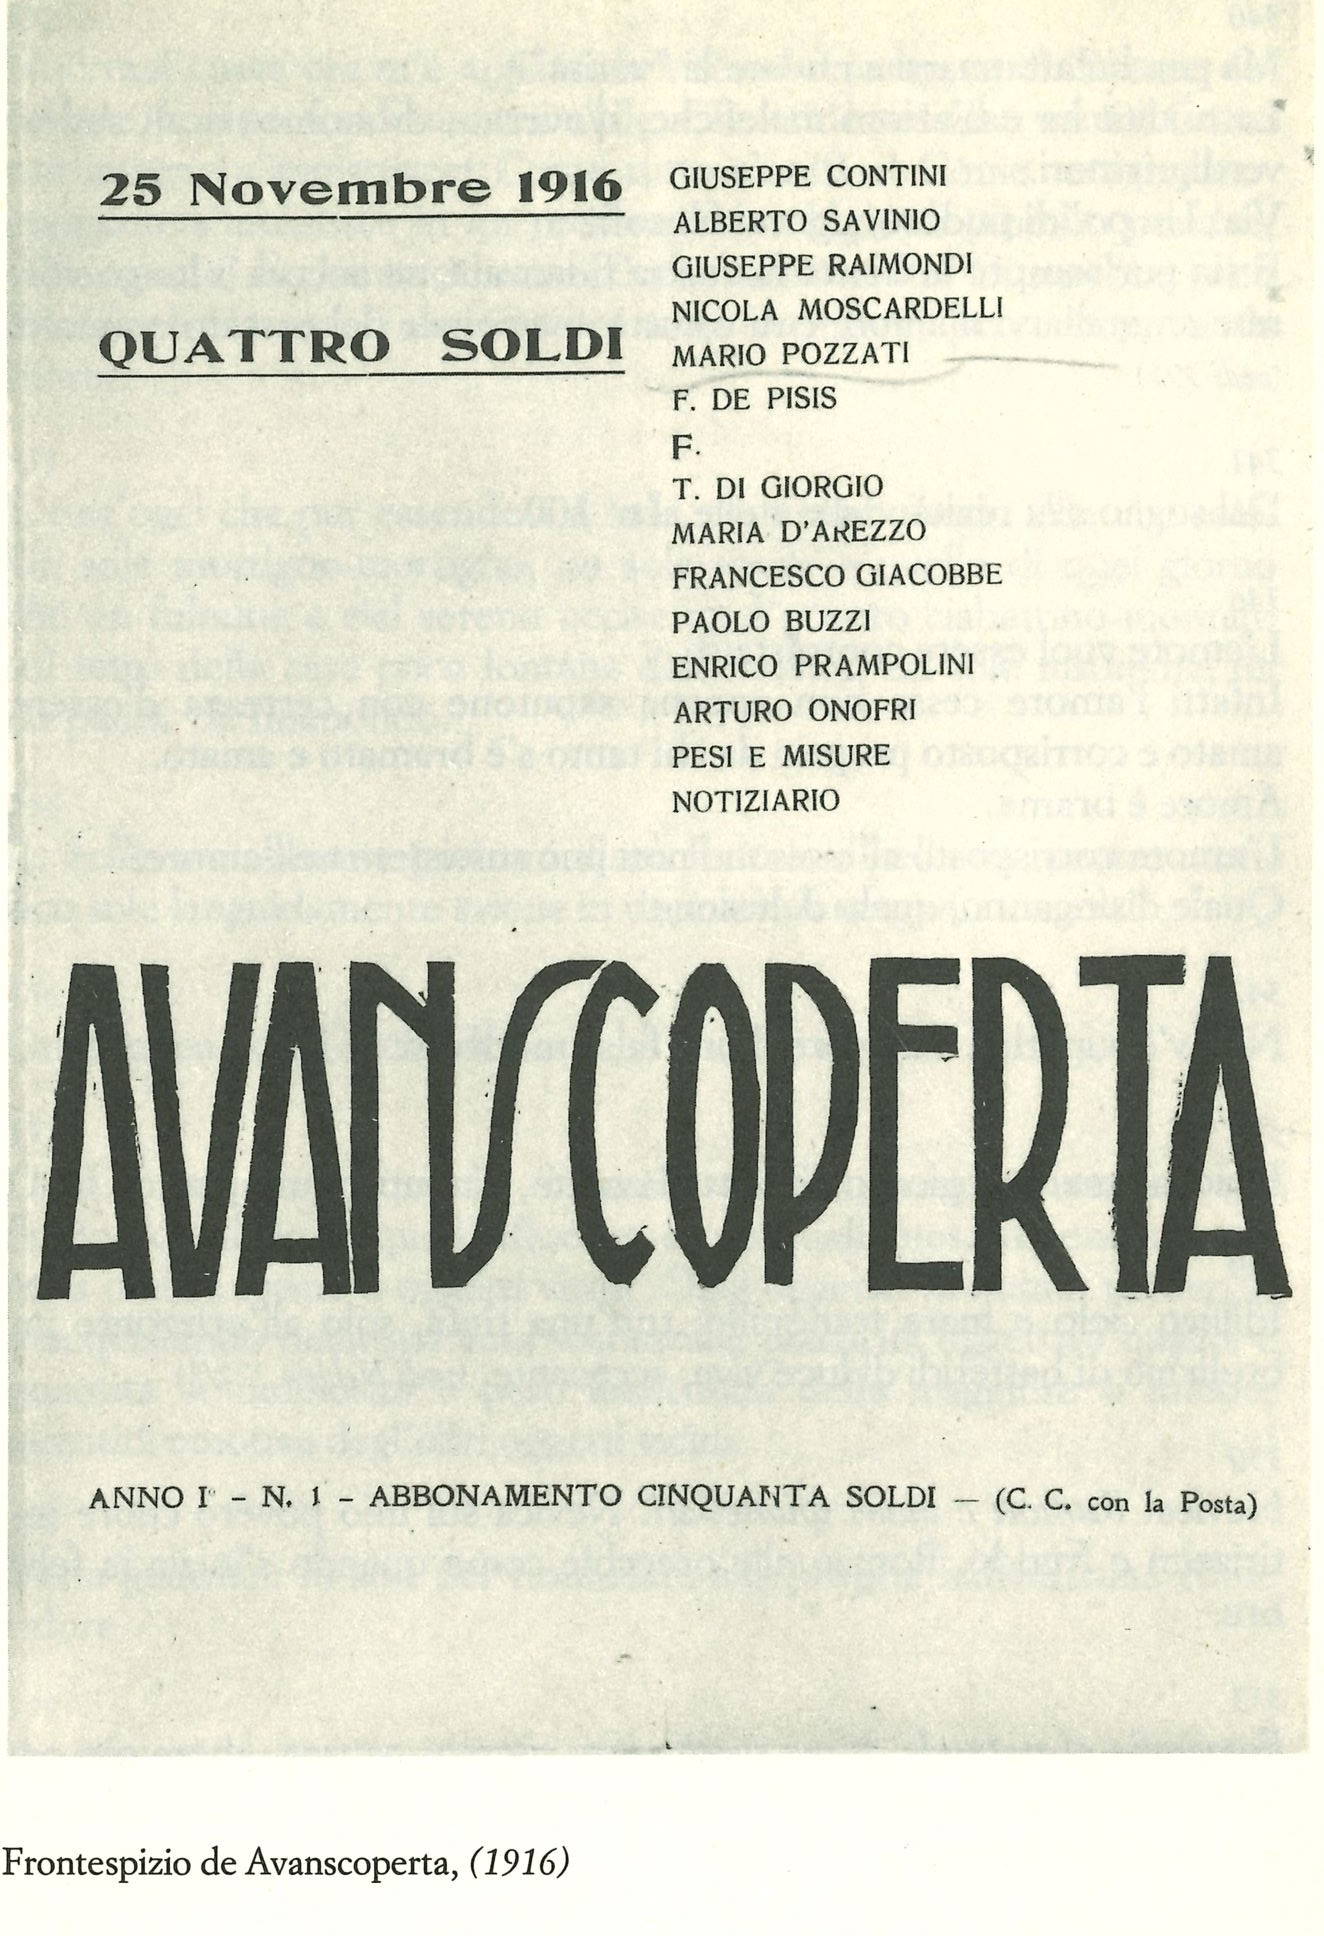 25 Novembre 1916
QUATTRO SOLDI
GIUSEPPE CONTINI
ALBERTO SAVINIO
GIUSEPPE RAIMONDI
NICOLA MOSCARDELLI
MARIO POZZATI
F. DE PISIS
F.
T. DI GIORGIO
MARIA D'AREZZO
FRANCESCO GIACOBBE
PAOLO BUZZI
ENRICO PRAMPOLINI
ARTURO ONOFRI
PESI E MISURE
NOTIZIARIO
AVANSCOPERTA
ANNO I° - N. 1 - ABBONAMENTO CINQUANTA SOLDI — (C. C. con la Posta)
Frontespizio de Avanscoperta, (1916)